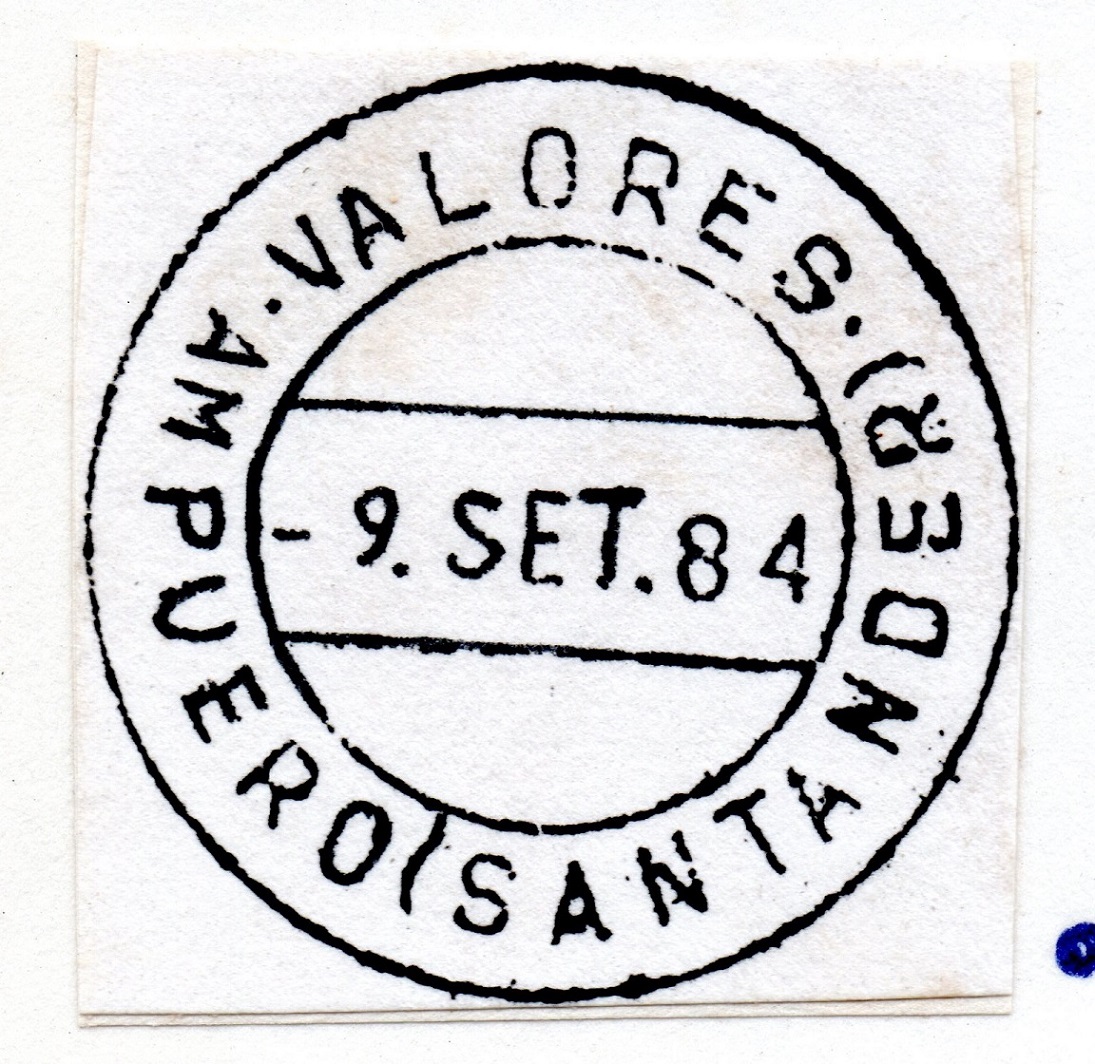 ·VALORES·
- 9. SET. 84
AMPUERO(SANTANDER)